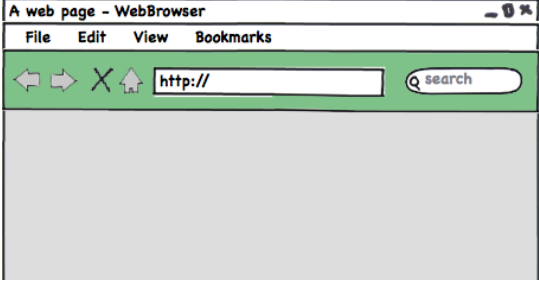 A web page - WebBrowser
File Edit View Bookmarks
http:// search